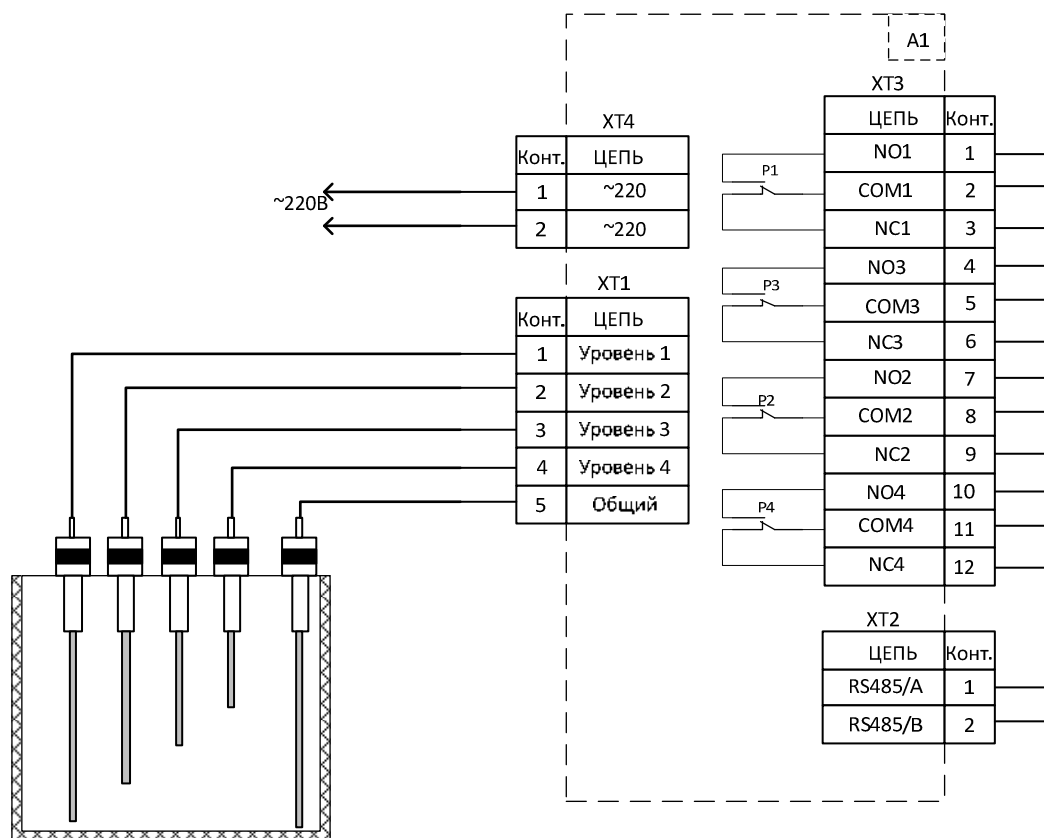 A1
XT3
ЦЕПЬ Конт.
NO1 1
COM1 2
NC1 3
NO3 4
COM3 5
NC3 6
NO2 7
COM2 8
NC2 9
NO4 10
COM4 11
NC4 12
P1
P3
P2
P4
XT4
Конт. ЦЕПЬ
1 ~220
2 ~220
~220В
XT1
Конт. ЦЕПЬ
1 Уровень 1
2 Уровень 2
3 Уровень 3
4 Уровень 4
5 Общий
XT2
ЦЕПЬ Конт.
RS485/A 1
RS485/B 2